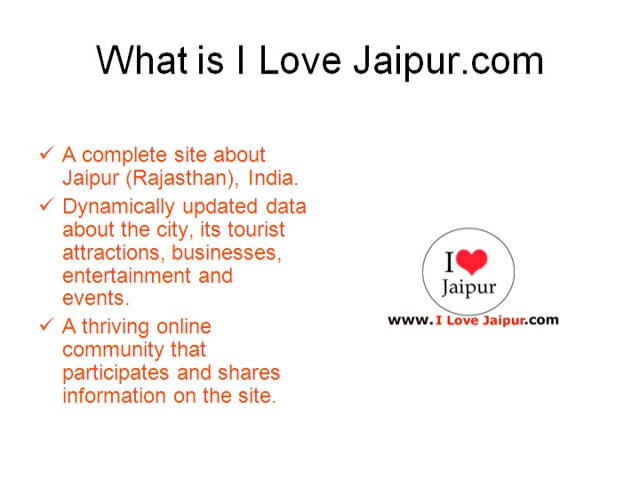 What is I Love Jaipur.com
✓ A complete site about
Jaipur (Rajasthan), India.
✓ Dynamically updated data
about the city, its tourist
attractions, businesses,
entertainment and
events.
✓ A thriving online
community that
participates and shares
information on the site.
I ❤
Jaipur
www.I Love Jaipur.com